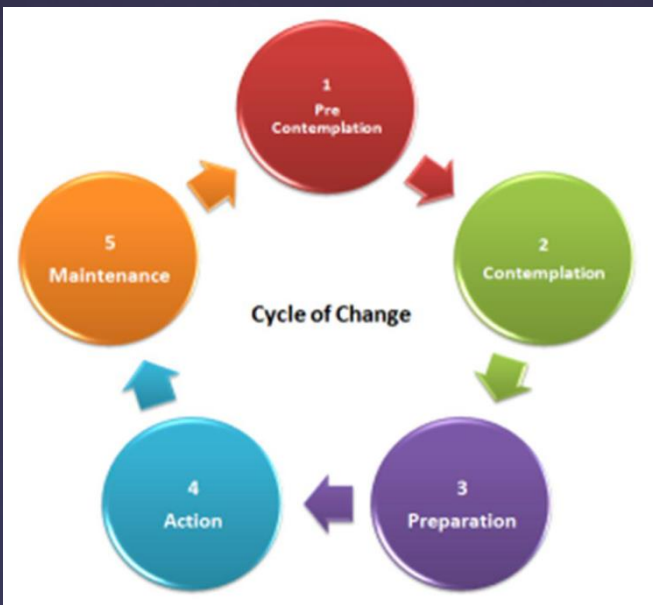 1
Pre
Contemplation
2
Contemplation
3
Preparation
4
Action
5
Maintenance
Cycle of Change